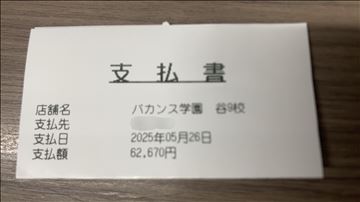 支払書
店舗名 バカンス学園 谷9校
支払先
支払日 2025年05月26日
支払額 62,670円